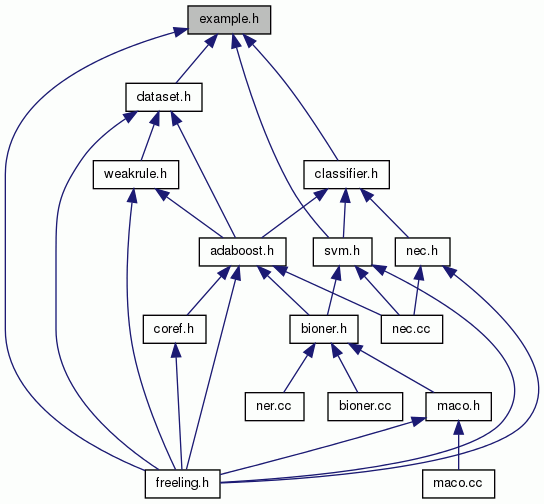 example.h
dataset.h
weakrule.h
classifier.h
adaboost.h
svm.h
nec.h
coref.h
bioner.h
nec.cc
ner.cc
bioner.cc
maco.h
freeling.h
maco.cc